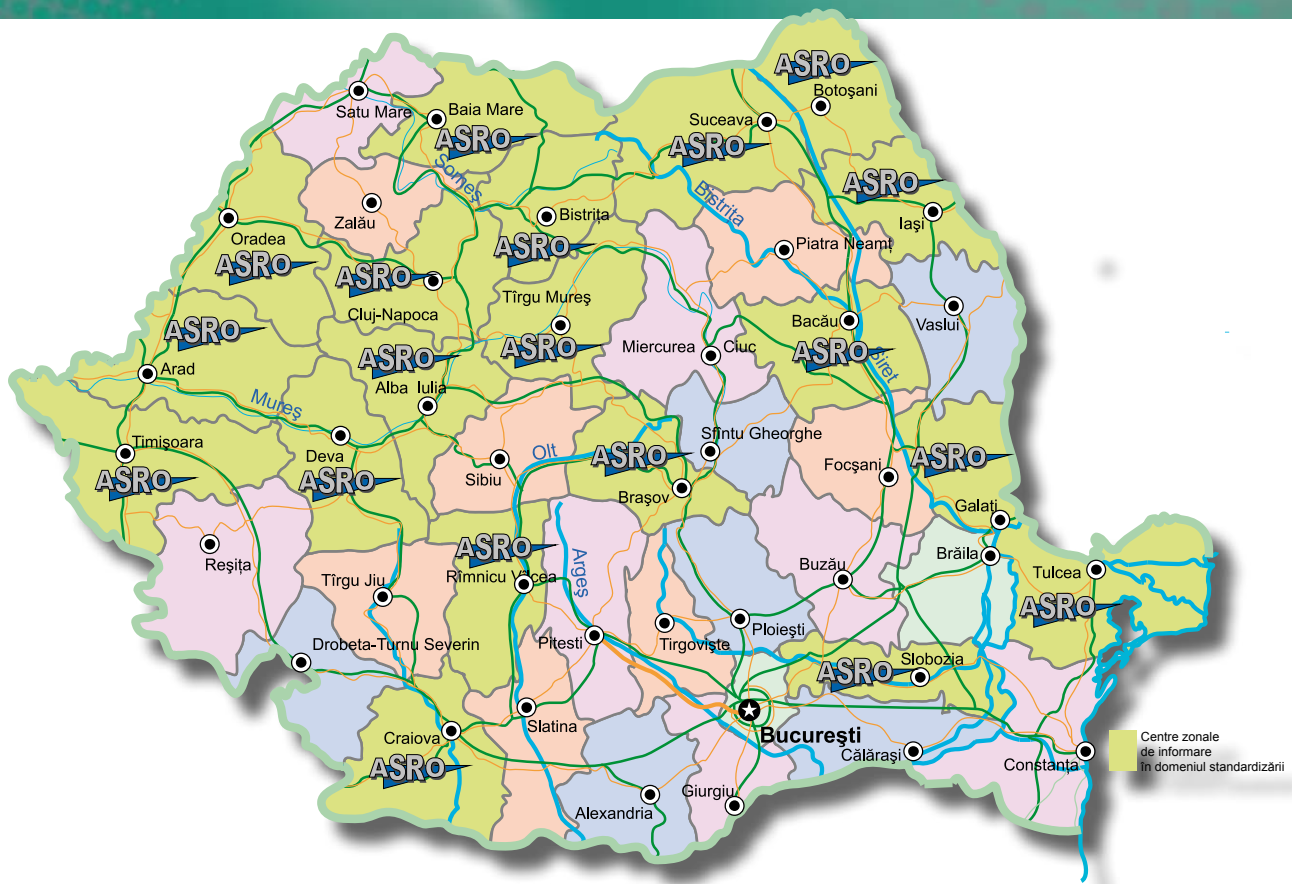 ASRO
Botoşani
Satu Mare
Baia Mare
ASRO
Suceava
ASRO
Someş
ASRO
Iaşi
Zalău
Bistriţa
Bistriţa
Oradea
ASRO
ASRO
Piatra Neamţ
ASRO
Cluj-Napoca
Tîrgu Mureş
Vaslui
ASRO
Bacău
ASRO
Miercurea Ciuc
ASRO
ASRO
Siret
Arad
Alba Iulia
Mureş
Timişoara
Deva
Sfîntu Gheorghe
Olt
ASRO
ASRO
Focşani
ASRO
ASRO
Sibiu
Braşov
Galaţi
ASRO
Argeş
Brăila
Reşiţa
Rîmnicu Vîlcea
Tîrgu Jiu
Buzău
Tulcea
ASRO
Ploieşti
Drobeta-Turnu Severin
Pitesti
Tirgovişte
Slobozia
ASRO
Slatina
Bucureşti
Craiova
Călăraşi
Constanţa
ASRO
Giurgiu
Alexandria
Centre zonale
de informare
în domeniul standardizării